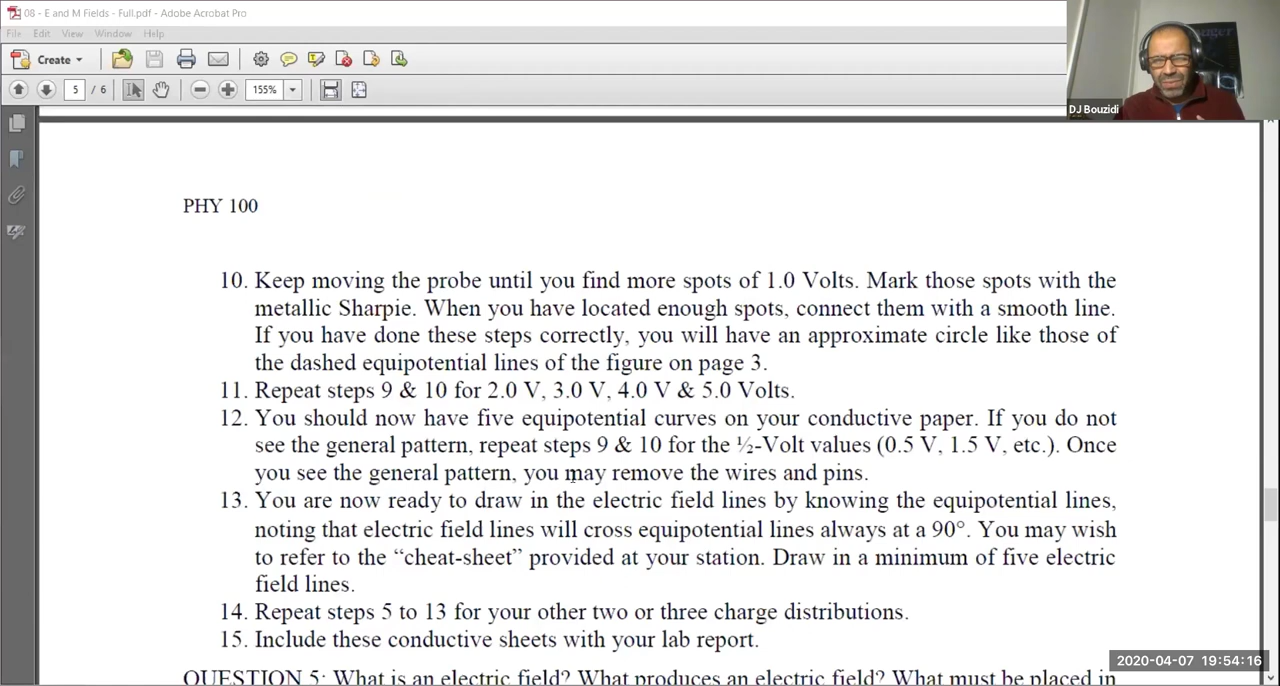 08 - E and M Fields - Full.pdf - Adobe Acrobat Pro
File Edit View Window Help
Create
5 / 6
155%
DJ Bouzidi
PHY 100
10. Keep moving the probe until you find more spots of 1.0 Volts. Mark those spots with the
metallic Sharpie. When you have located enough spots, connect them with a smooth line.
If you have done these steps correctly, you will have an approximate circle like those of
the dashed equipotential lines of the figure on page 3.
11. Repeat steps 9 & 10 for 2.0 V, 3.0 V, 4.0 V & 5.0 Volts.
12. You should now have five equipotential curves on your conductive paper. If you do not
see the general pattern, repeat steps 9 & 10 for the ½-Volt values (0.5 V, 1.5 V, etc.). Once
you see the general pattern, you may remove the wires and pins.
13. You are now ready to draw in the electric field lines by knowing the equipotential lines,
noting that electric field lines will cross equipotential lines always at a 90°. You may wish
to refer to the “cheat-sheet” provided at your station. Draw in a minimum of five electric
field lines.
14. Repeat steps 5 to 13 for your other two or three charge distributions.
15. Include these conductive sheets with your lab report.
QUESTION 5: What is an electric field? What produces an electric field? What must be placed in
2020-04-07 19:54:16